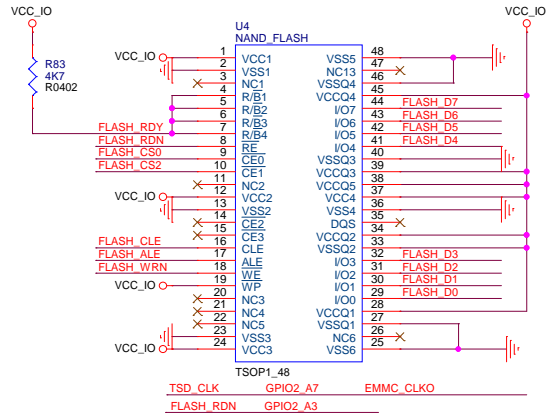 VCC_IO
U4
VCC_IO
NAND_FLASH
R83
4K7
R0402
VCC_IO 1 VCC1 VSS5 48
2 VSS1 NC13 47
3 NC1 VSSQ4 46
4 R/B1 VCCQ4 45
5 R/B2 I/O7 44 FLASH_D7
6 R/B3 I/O6 43 FLASH_D6
FLASH_RDY 7 R/B4 I/O5 42 FLASH_D5
FLASH_RDN 8 RE I/O4 41 FLASH_D4
FLASH_CS0 9 CE0 VSSQ3 40
FLASH_CS2 10 CE1 VCCQ3 39
11 NC2 VCCQ5 38
VCC_IO 12 VCC2 VCC4 37
13 VSS2 VSS4 36
14 CE2 DQS 35
15 CE3 VCCQ2 34
FLASH_CLE 16 CLE VSSQ2 33
FLASH_ALE 17 ALE I/O3 32 FLASH_D3
FLASH_WRN 18 WE I/O2 31 FLASH_D2
VCC_IO 19 WP I/O1 30 FLASH_D1
20 NC3 I/O0 29 FLASH_D0
21 NC4 VCCQ1 28
22 NC5 VSSQ1 27
23 VSS3 NC6 26
VCC_IO 24 VCC3 VSS6 25
TSOP1_48
TSD_CLK GPIO2_A7 EMMC_CLKO
FLASH_RDN GPIO2_A3